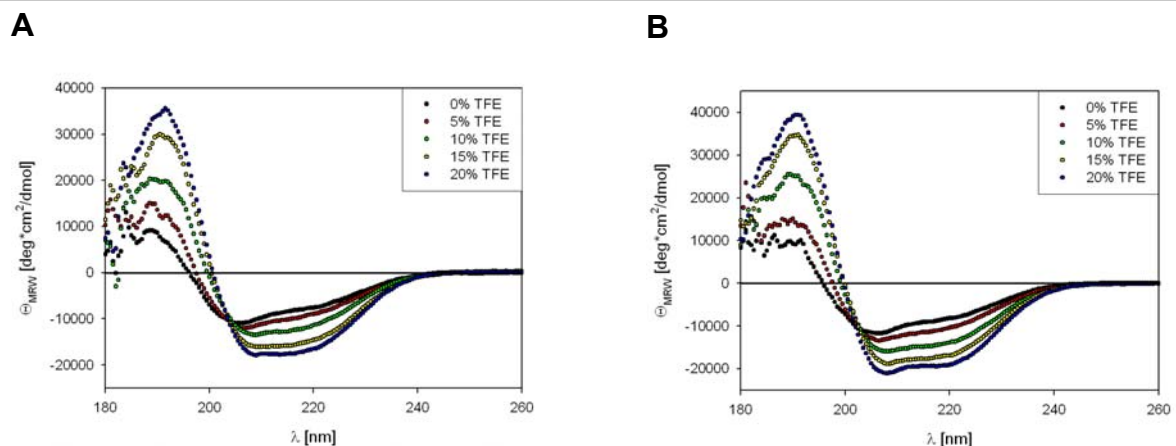 A
B
40000
30000
20000
10000
0
-10000
-20000
ΘMRW [deg*cm²/dmol]
0% TFE
5% TFE
10% TFE
15% TFE
20% TFE
180
200
220
240
260
λ [nm]
40000
30000
20000
10000
0
-10000
-20000
ΘMRW [deg*cm²/dmol]
0% TFE
5% TFE
10% TFE
15% TFE
20% TFE
180
200
220
240
260
λ [nm]